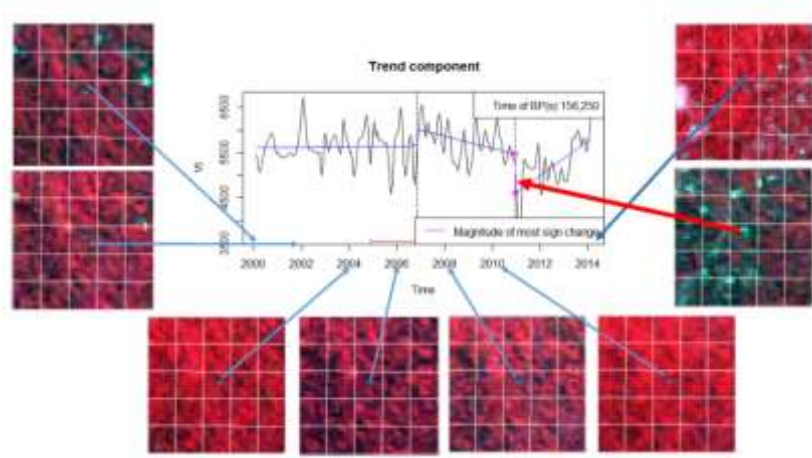 Trend component
Time of BP(s) 156,250
6500
5500
4500
3500
Vt
Magnitude of most sign change
2000 2002 2004 2006 2008 2010 2012 2014
Time